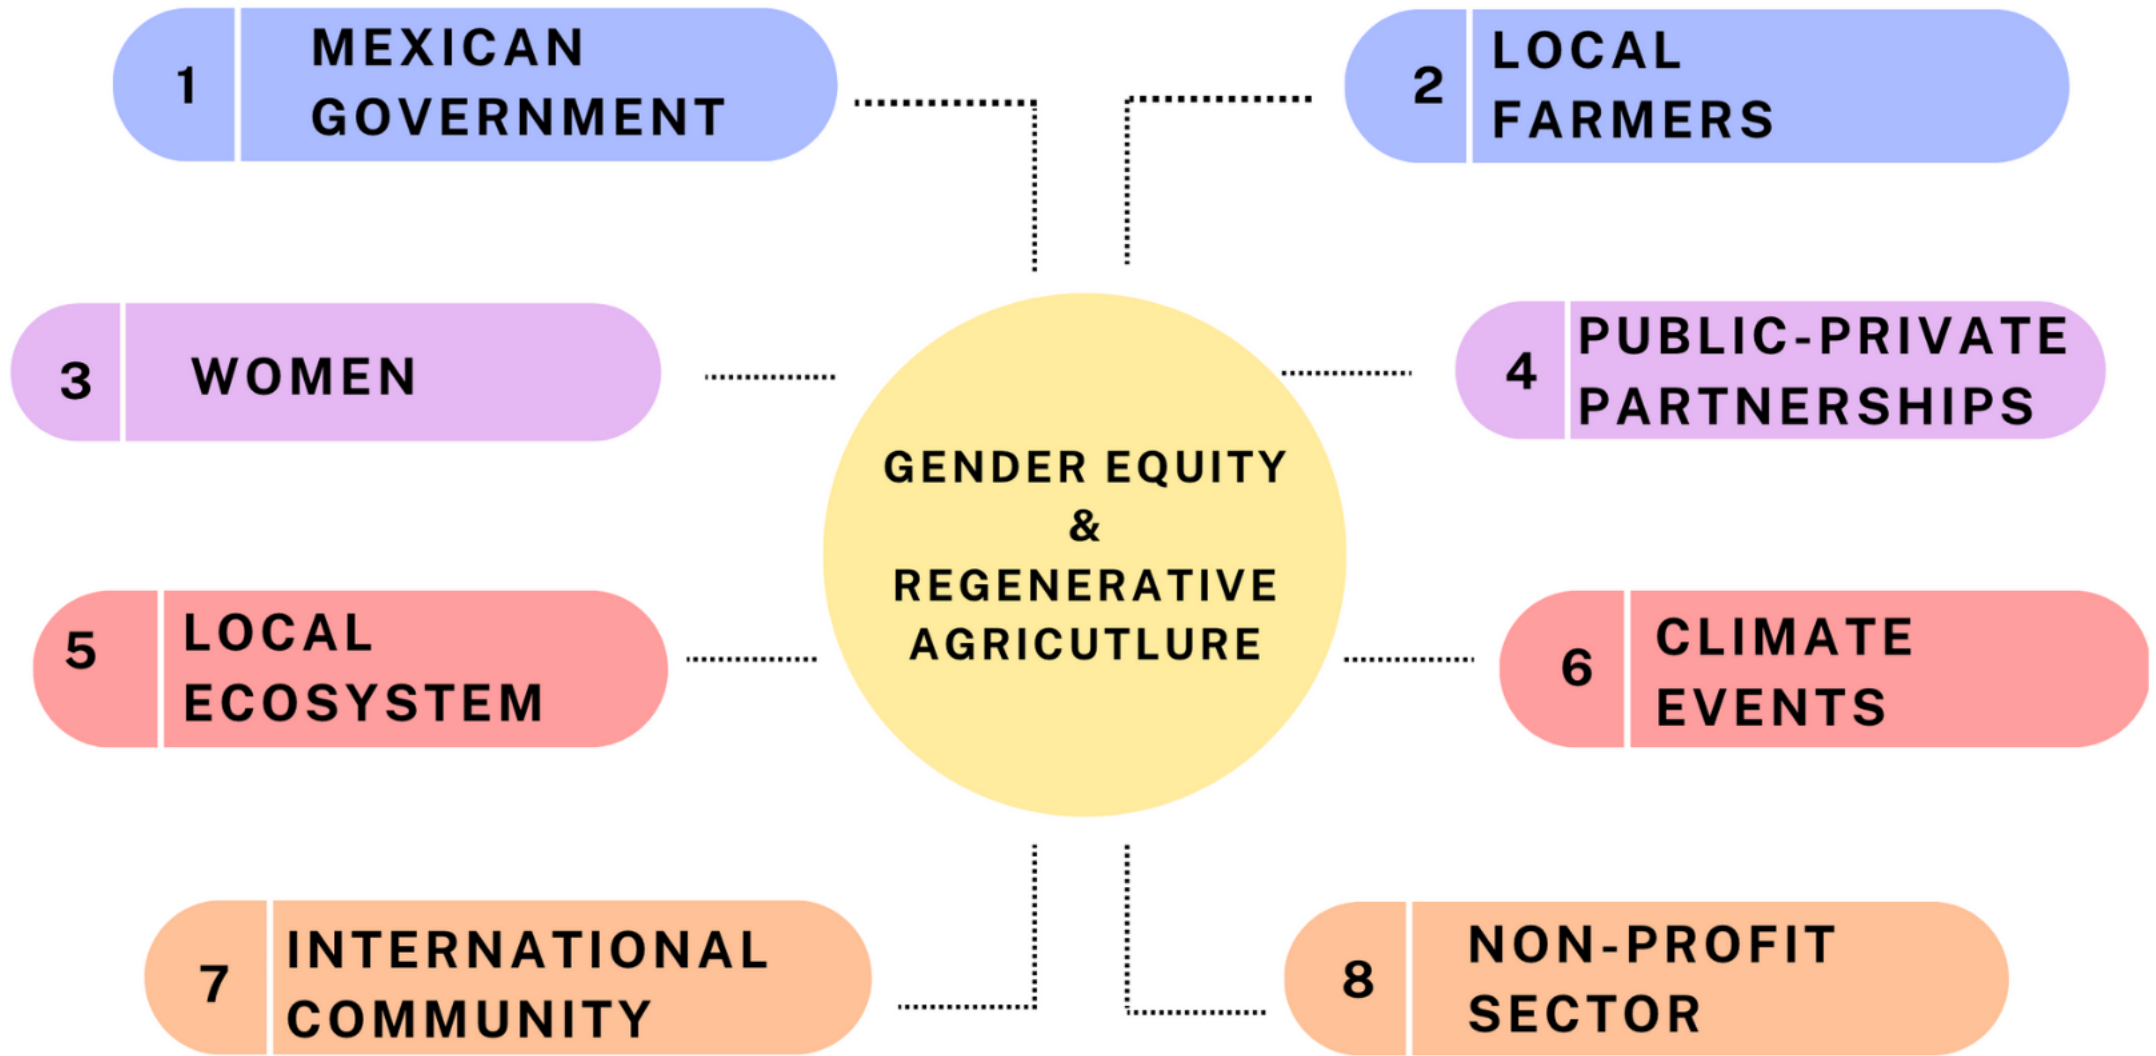 1
MEXICAN
GOVERNMENT
2
LOCAL
FARMERS
3
WOMEN
4
PUBLIC-PRIVATE
PARTNERSHIPS
GENDER EQUITY
&
REGENERATIVE
AGRICUTLURE
5
LOCAL
ECOSYSTEM
6
CLIMATE
EVENTS
7
INTERNATIONAL
COMMUNITY
8
NON-PROFIT
SECTOR